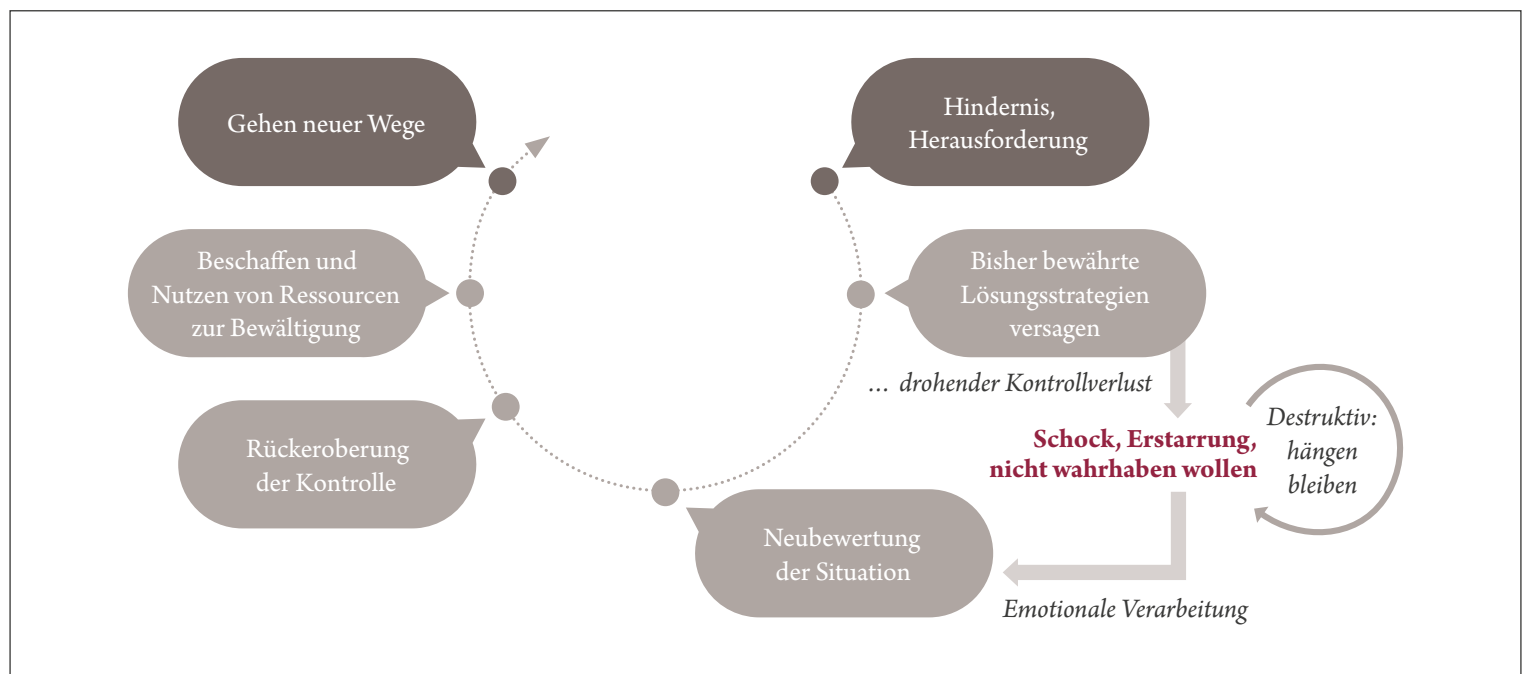 Gehen neuer Wege
Hindernis,
Herausforderung
Beschaffen und
Nutzen von Ressourcen
zur Bewältigung
Bisher bewährte
Lösungsstrategien
versagen
… drohender Kontrollverlust
Schock, Erstarrung,
nicht wahrhaben wollen
Destruktiv:
hängen
bleiben
Rückeroberung
der Kontrolle
Neubewertung
der Situation
Emotionale Verarbeitung